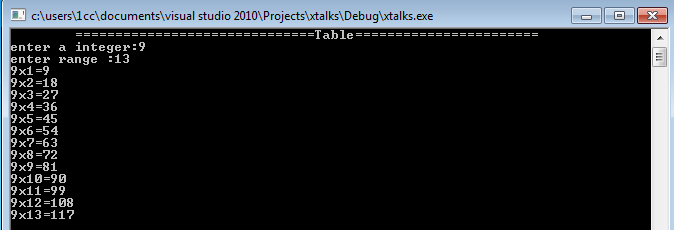 c:\users\1cc\documents\visual studio 2010\Projects\xtalks\Debug\xtalks.exe
==============================Table=======================
enter a integer:9
enter range :13
9x1=9
9x2=18
9x3=27
9x4=36
9x5=45
9x6=54
9x7=63
9x8=72
9x9=81
9x10=90
9x11=99
9x12=108
9x13=117